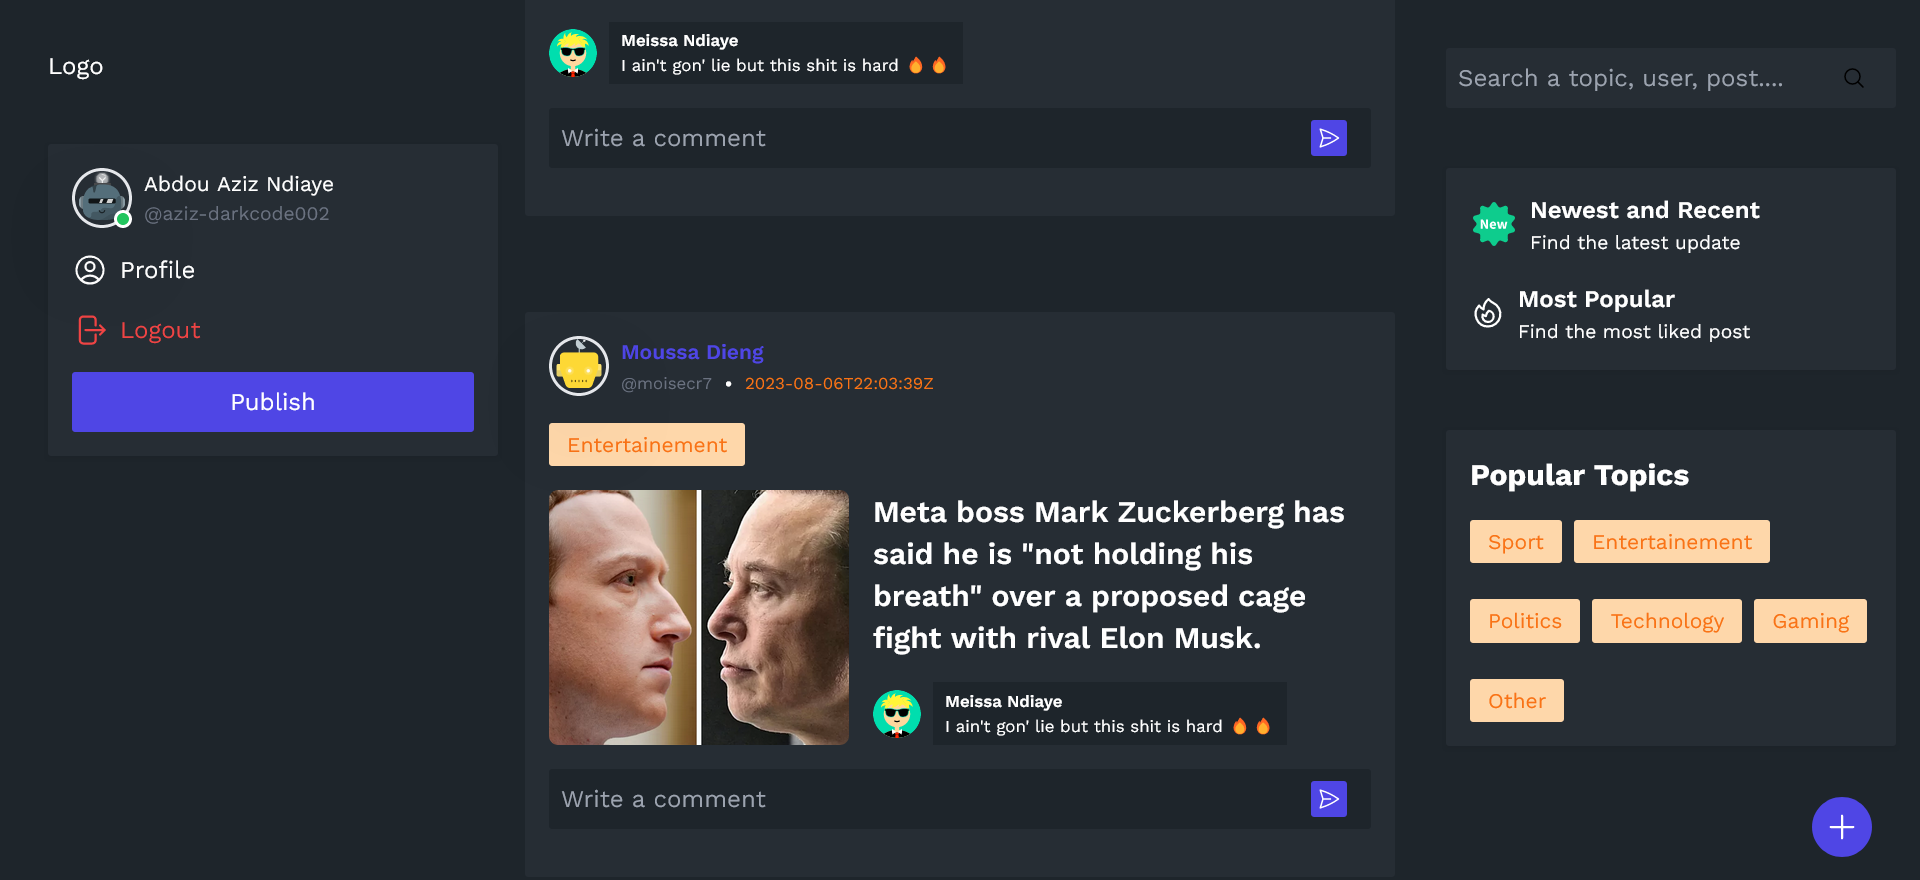 Logo
Abdou Aziz Ndiaye
@aziz-darkcode002
Profile
Logout
Publish
Meissa Ndiaye
I ain't gon' lie but this shit is hard 🔥 🔥
Write a comment
Moussa Dieng
@moisecr7 • 2023-08-06T22:03:39Z
Entertainement
Meta boss Mark Zuckerberg has
said he is "not holding his
breath" over a proposed cage
fight with rival Elon Musk.
Meissa Ndiaye
I ain't gon' lie but this shit is hard 🔥 🔥
Write a comment
Search a topic, user, post....
New
Newest and Recent
Find the latest update
Most Popular
Find the most liked post
Popular Topics
Sport Entertainement
Politics Technology Gaming
Other